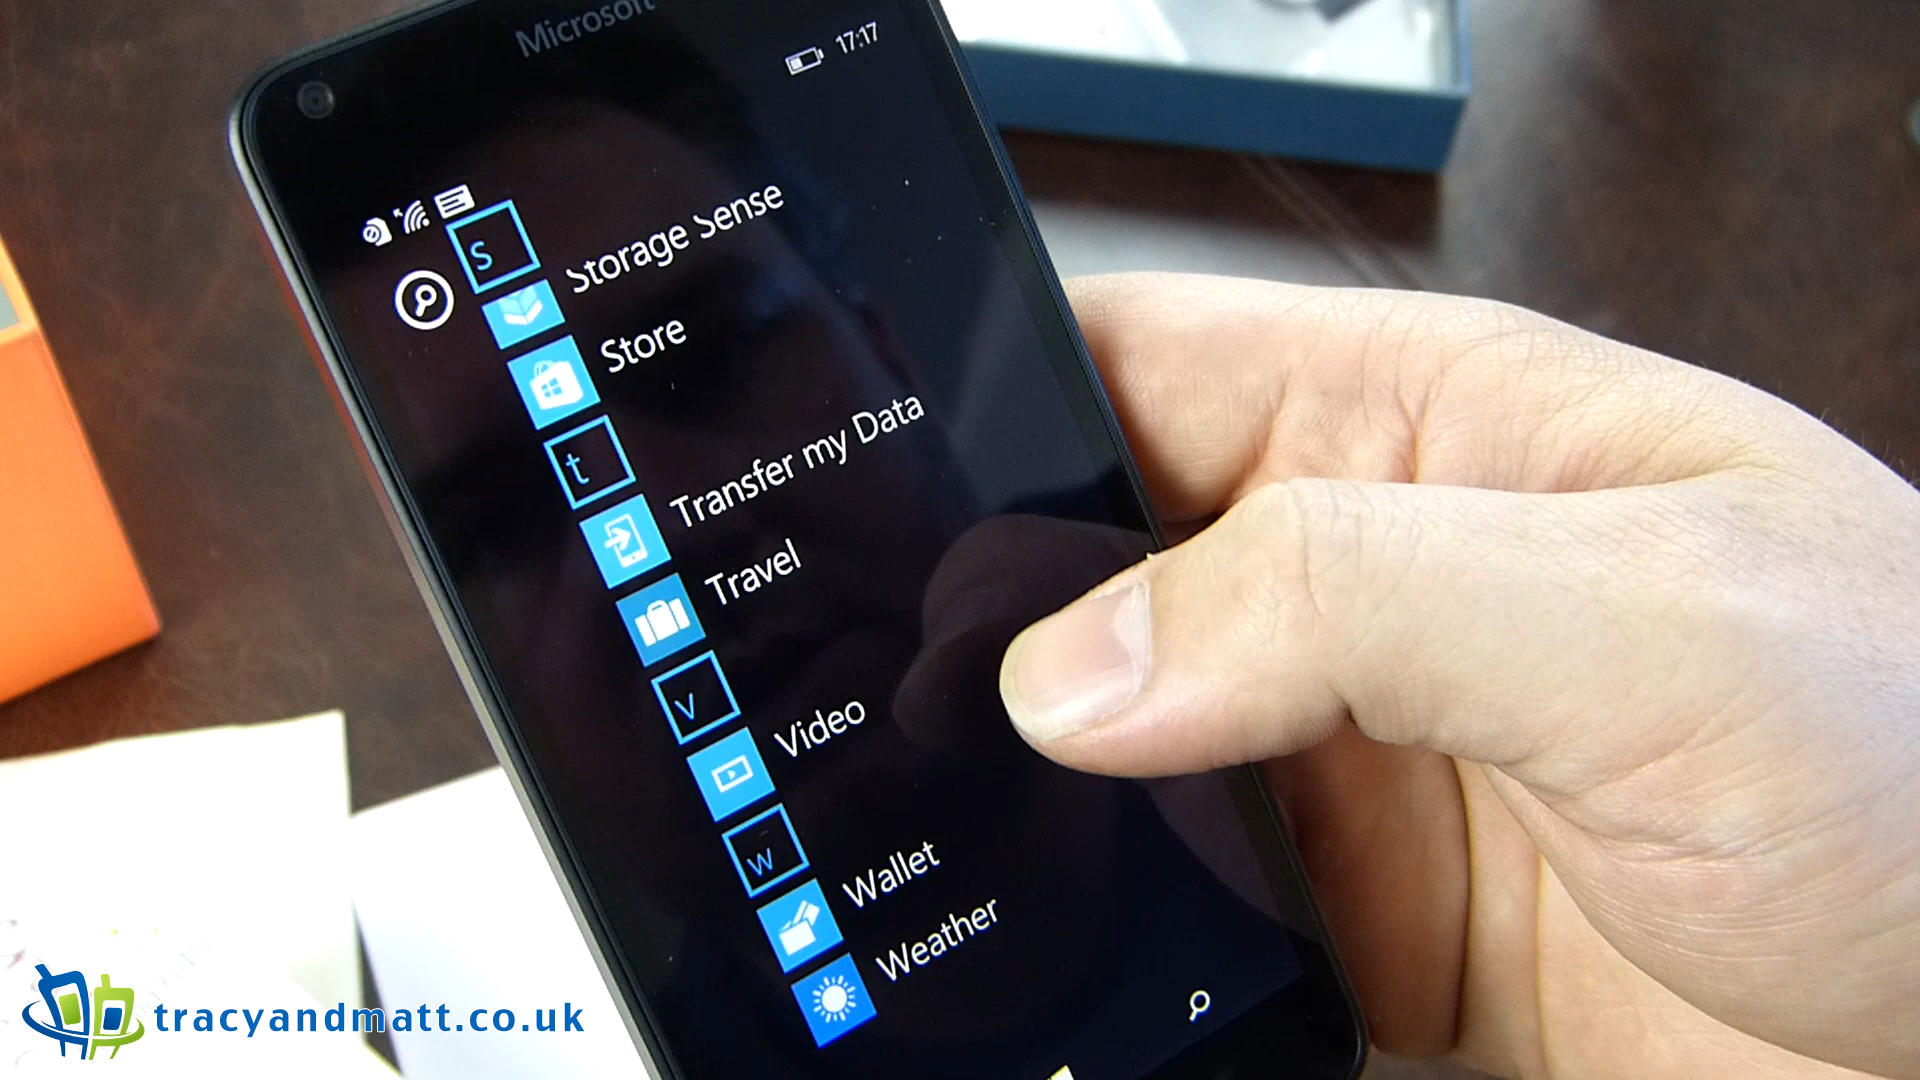 Microsoft
17:17
s
Storage Sense
Store
t
Transfer my Data
Travel
v
Video
w
Wallet
Weather
tracyandmatt.co.uk